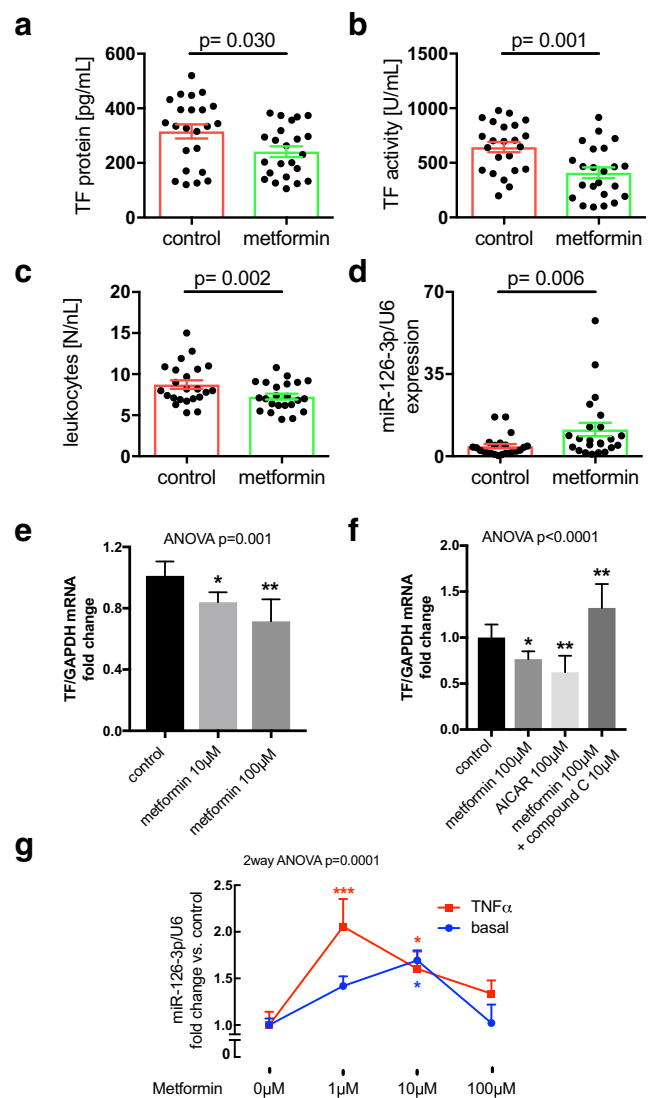 a
p= 0.030
TF protein [pg/mL]
600
400
200
0
control
metformin
b
p= 0.001
TF activity [U/mL]
1500
1000
500
0
control
metformin
c
p= 0.002
leukocytes [N/nL]
20
15
10
5
0
control
metformin
d
p= 0.006
miR-126-3p/U6
expression
70
35
0
control
metformin
e
ANOVA p=0.001
TF/GAPDH mRNA
fold change
1.2
0.8
0.4
0.0
*
**
control
metformin 10µM
metformin 100µM
f
ANOVA p<0.0001
TF/GAPDH mRNA
fold change
2.0
1.5
1.0
0.5
0.0
*
**
**
control
metformin 100µM
AICAR 100µM
metformin 100µM
+ compound C 10µM
g
2way ANOVA p=0.0001
miR-126-3p/U6
fold change vs. control
2.5
2.0
1.5
1.0
0
***
*
*
TNFα
basal
Metformin
0µM
1µM
10µM
100µM